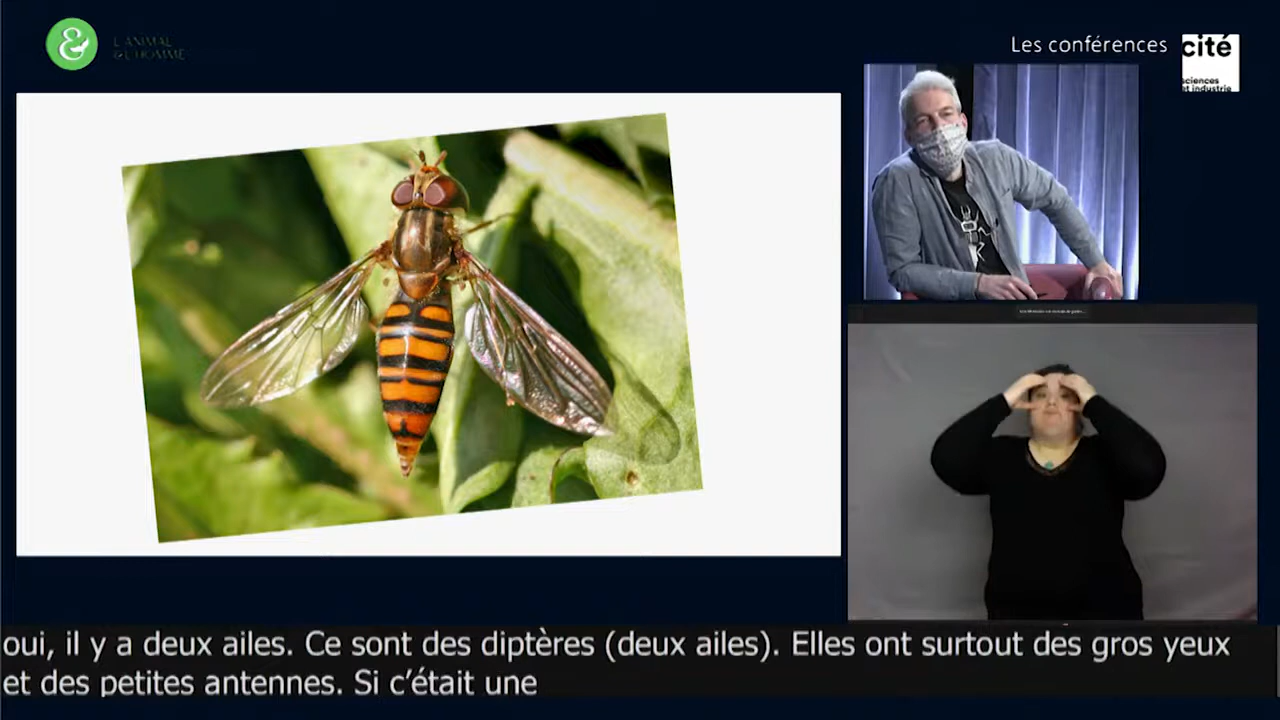 &
L'ANIMAL
& L'HOMME
Les conférences
cité
sciences
et industrie
oui, il y a deux ailes. Ce sont des diptères (deux ailes). Elles ont surtout des gros yeux
et des petites antennes. Si c’était une